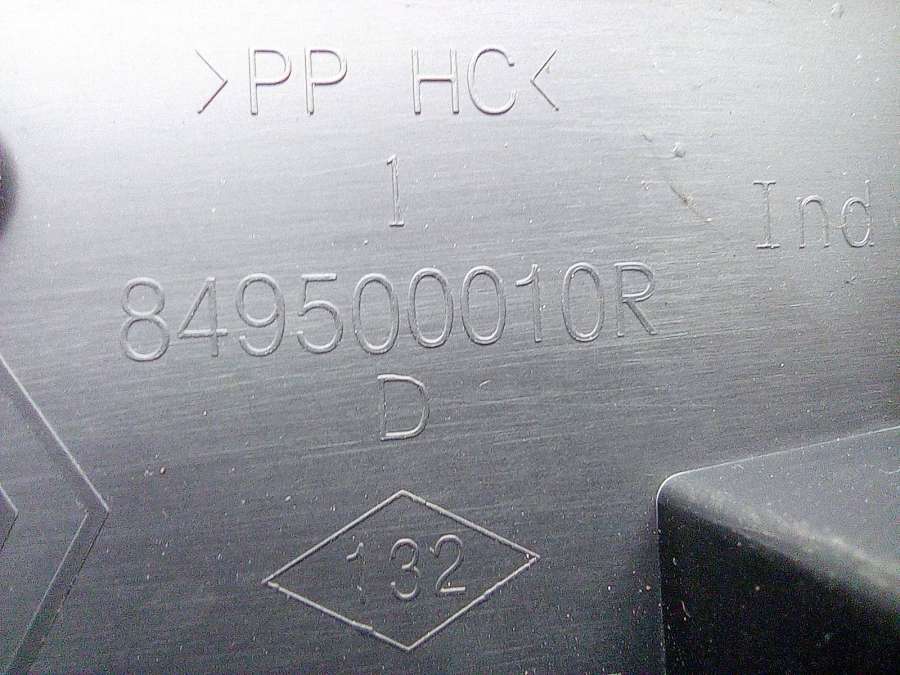 >PP HC<
1
Ind
849500010R
D
132